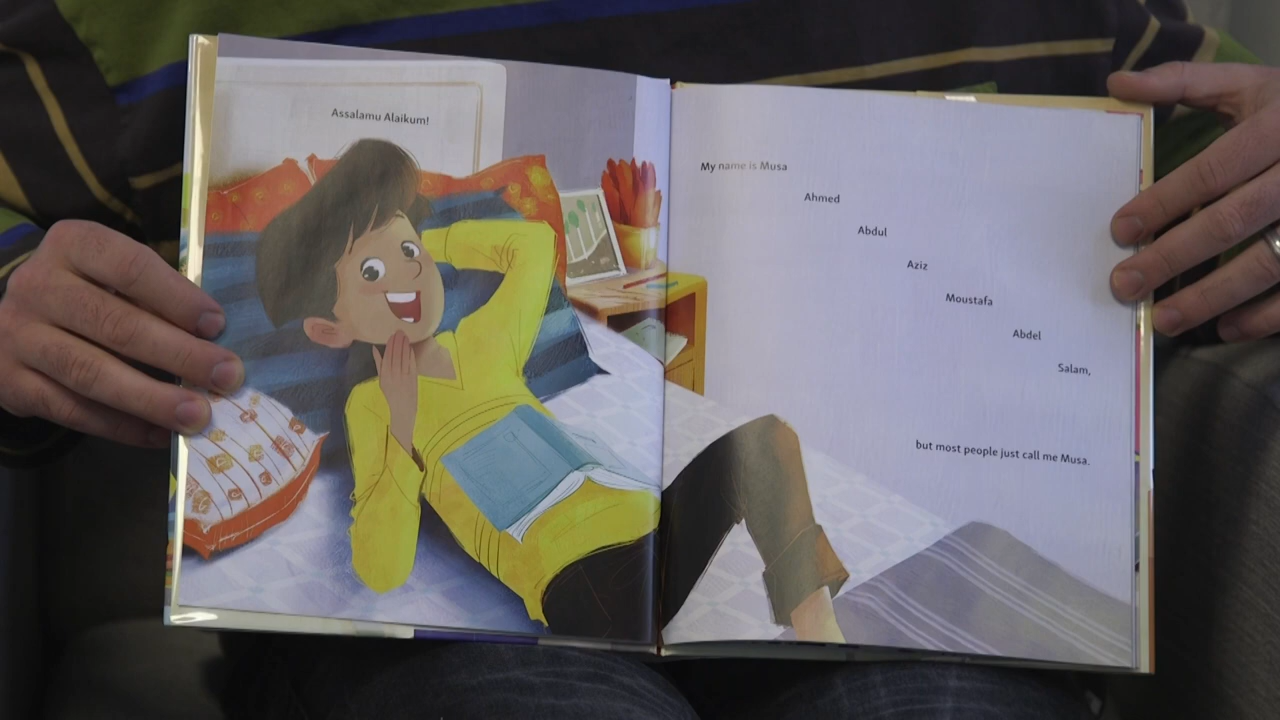 Assalamu Alaikum!
My name is Musa
Ahmed
Abdul
Aziz
Moustafa
Abdel
Salam,
but most people just call me Musa.